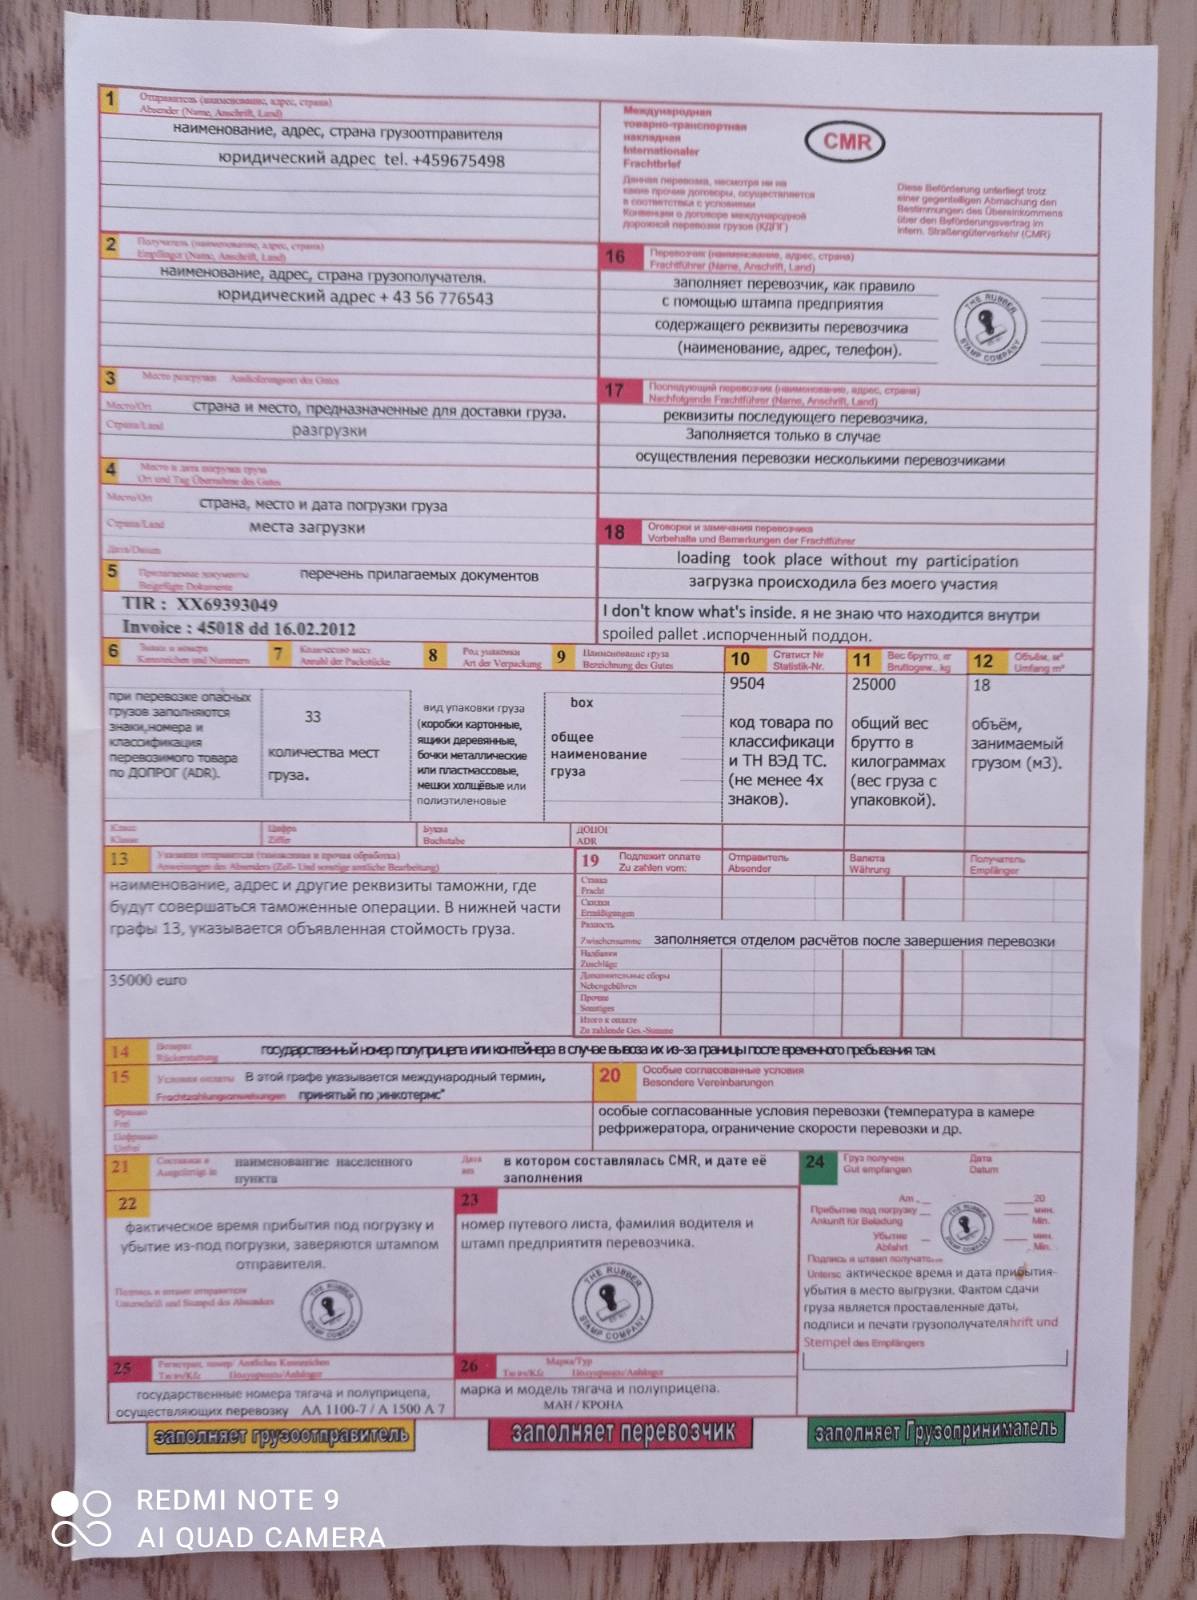 1 Отправитель (наименование, адрес, страна)
Absender (Name, Anschrift, Land)
наименование, адрес, страна грузоотправителя
юридический адрес tel. +459675498
Международная
товарно-транспортная
накладная
Internationaler
Frachtbrief
CMR
Данная перевозка, несмотря ни на
какие прочие договоры, осуществляется
в соответствии с условиями
Конвенции о договоре международной
дорожной перевозки грузов (КДПГ)
Diese Beförderung unterliegt trotz
einer gegenteiligen Abmachung den
Bestimmungen des Übereinkommens
über den Beförderungsvertrag im
intern. Straßengüterverkehr (CMR)
2 Получатель (наименование, адрес, страна)
Empfänger (Name, Anschrift, Land)
наименование, адрес, страна грузополучателя.
юридический адрес + 43 56 776543
16 Перевозчик (наименование, адрес, страна)
Frachtführer (Name, Anschrift, Land)
заполняет перевозчик, как правило
с помощью штампа предприятия
содержащего реквизиты перевозчика
(наименование, адрес, телефон).
THE RUBBER STAMP COMPANY
3 Место разгрузки Auslieferungsort des Gutes
Место/Ort страна и место, предназначенные для доставки груза.
Страна/Land разгрузки
17 Последующий перевозчик (наименование, адрес, страна)
Nachfolgende Frachtführer (Name, Anschrift, Land)
реквизиты последующего перевозчика.
Заполняется только в случае
осуществления перевозки несколькими перевозчиками
4 Место и дата погрузки груза
Ort und Tag Übernahme des Gutes
Место/Ort страна, место и дата погрузки груза
Страна/Land места загрузки
Дата/Datum
18 Оговорки и замечания перевозчика
Vorbehalte und Bemerkungen der Frachtführer
loading took place without my participation
загрузка происходила без моего участия
I don't know what's inside. я не знаю что находится внутри
spoiled pallet .испорченный поддон.
5 Прилагаемые документы перечень прилагаемых документов
Beigefügte Dokumente
TIR : XX69393049
Invoice : 45018 dd 16.02.2012
6 Знаки и номера
Kennzeichen und Nummern
7 Количество мест
Anzahl der Packstücke
8 Род упаковки
Art der Verpackung
9 Наименование груза
Bezeichnung des Gutes
10 Статист №
Statistik-Nr.
11 Вес брутто, кг
Bruttogew., kg
12 Объём, м³
Umfang m³
при перевозке опасных
грузов заполняются
знаки,номера и
классификация
перевозимого товара
по ДОПОГ (ADR).
33
количества мест
груза.
вид упаковки груза
(коробки картонные,
ящики деревянные,
бочки металлические
или пластмассовые,
мешки холщёвые или
полиэтиленовые
box
общее
наименование
груза
9504
код товара по
классификаци
и ТН ВЭД ТС.
(не менее 4х
знаков).
25000
общий вес
брутто в
килограммах
(вес груза с
упаковкой).
18
объём,
занимаемый
грузом (м3).
Класс
Klasse
Цифра
Ziffer
Буква
Buchstabe
ДОПОГ
ADR
13 Указания отправителя (таможенная и прочая обработка)
Anweisungen des Absenders (Zoll- Und sonstige amtliche Bearbeitung)
наименование, адрес и другие реквизиты таможни, где
будут совершаться таможенные операции. В нижней части
графы 13, указывается объявленная стоймость груза.
35000 euro
19 Подлежит оплате
Zu zahlen vom:
Отправитель
Absender
Валюта
Währung
Получатель
Empfänger
Ставка
Fracht
Скидки
Ermäßigungen
Разность
Zwischensumme заполняется отделом расчётов после завершения перевозки
Надбавки
Zuschläge
Дополнительные сборы
Nebengebühren
Прочие
Sonstiges
Итого к оплате
Zu zahlende Ges.-Summe
14 Возврат
Rückerstattung
государственный номер полуприцепа или контейнера в случае вывоза их из-за границы после временного пребывания там
15 Условия оплаты В этой графе указывается международный термин,
Frachtzahlungsanweisungen принятый по „инкотермс"
Франко
Frei
Нефранко
Unfrei
20 Особые согласованные условия
Besondere Vereinbarungen
особые согласованные условия перевозки (температура в камере
рефрижератора, ограничение скорости перевозки и др.
21 Составлена в
Ausgefertigt in
наименовангие населенного
пункта
Дата
am
в котором составлялась CMR, и дате её
заполнения
22
фактическое время прибытия под погрузку и
убытие из-под погрузки, заверяются штампом
отправителя.
Подпись и штамп отправителя
Unterschrift und Stempel des Absenders
THE RUBBER STAMP COMPANY
23
номер путевого листа, фамилия водителя и
штамп предприятитя перевозчика.
THE RUBBER STAMP COMPANY
24 Груз получен
Gut empfangen
Дата
Datum
Am 20
Прибытие под погрузку мин.
Ankunft für Beladung Min.
Убытие мин.
Abfahrt Min.
STAMP COMPANY
Подпись и штамп получате
Untersc актическое время и дата прибытия-
убытия в место выгрузки. Фактом сдачи
груза является проставленные даты,
подписи и печати грузополучателяhrift und
Stempel des Empfängers
25 Регистрац. номер/ Amtliches Kennzeichen
Тягач/Kfz Полуприцеп/Anhänger
государственные номера тягача и полуприцепа,
осуществляющих перевозку АА 1100-7 / А 1500 А 7
26 Марка/Typ
Тягач/Kfz Полуприцеп/Anhänger
марка и модель тягача и полуприцепа.
МАН / КРОНА
заполняет грузоотправитель
заполняет перевозчик
заполняет Грузоприниматель
REDMI NOTE 9
AI QUAD CAMERA